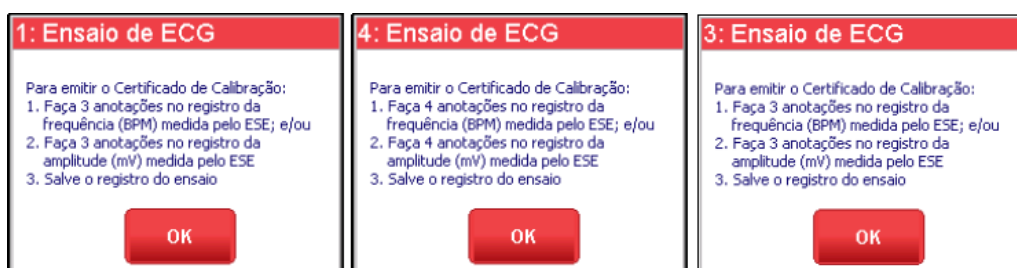 1: Ensaio de ECG
Para emitir o Certificado de Calibração:
1. Faça 3 anotações no registro da
frequência (BPM) medida pelo ESE; e/ou
2. Faça 3 anotações no registro da
amplitude (mV) medida pelo ESE
3. Salve o registro do ensaio
OK
4: Ensaio de ECG
Para emitir o Certificado de Calibração:
1. Faça 4 anotações no registro da
frequência (BPM) medida pelo ESE; e/ou
2. Faça 4 anotações no registro da
amplitude (mV) medida pelo ESE
3. Salve o registro do ensaio
OK
3: Ensaio de ECG
Para emitir o Certificado de Calibração:
1. Faça 3 anotações no registro da
frequência (BPM) medida pelo ESE; e/ou
2. Faça 3 anotações no registro da
amplitude (mV) medida pelo ESE
3. Salve o registro do ensaio
OK